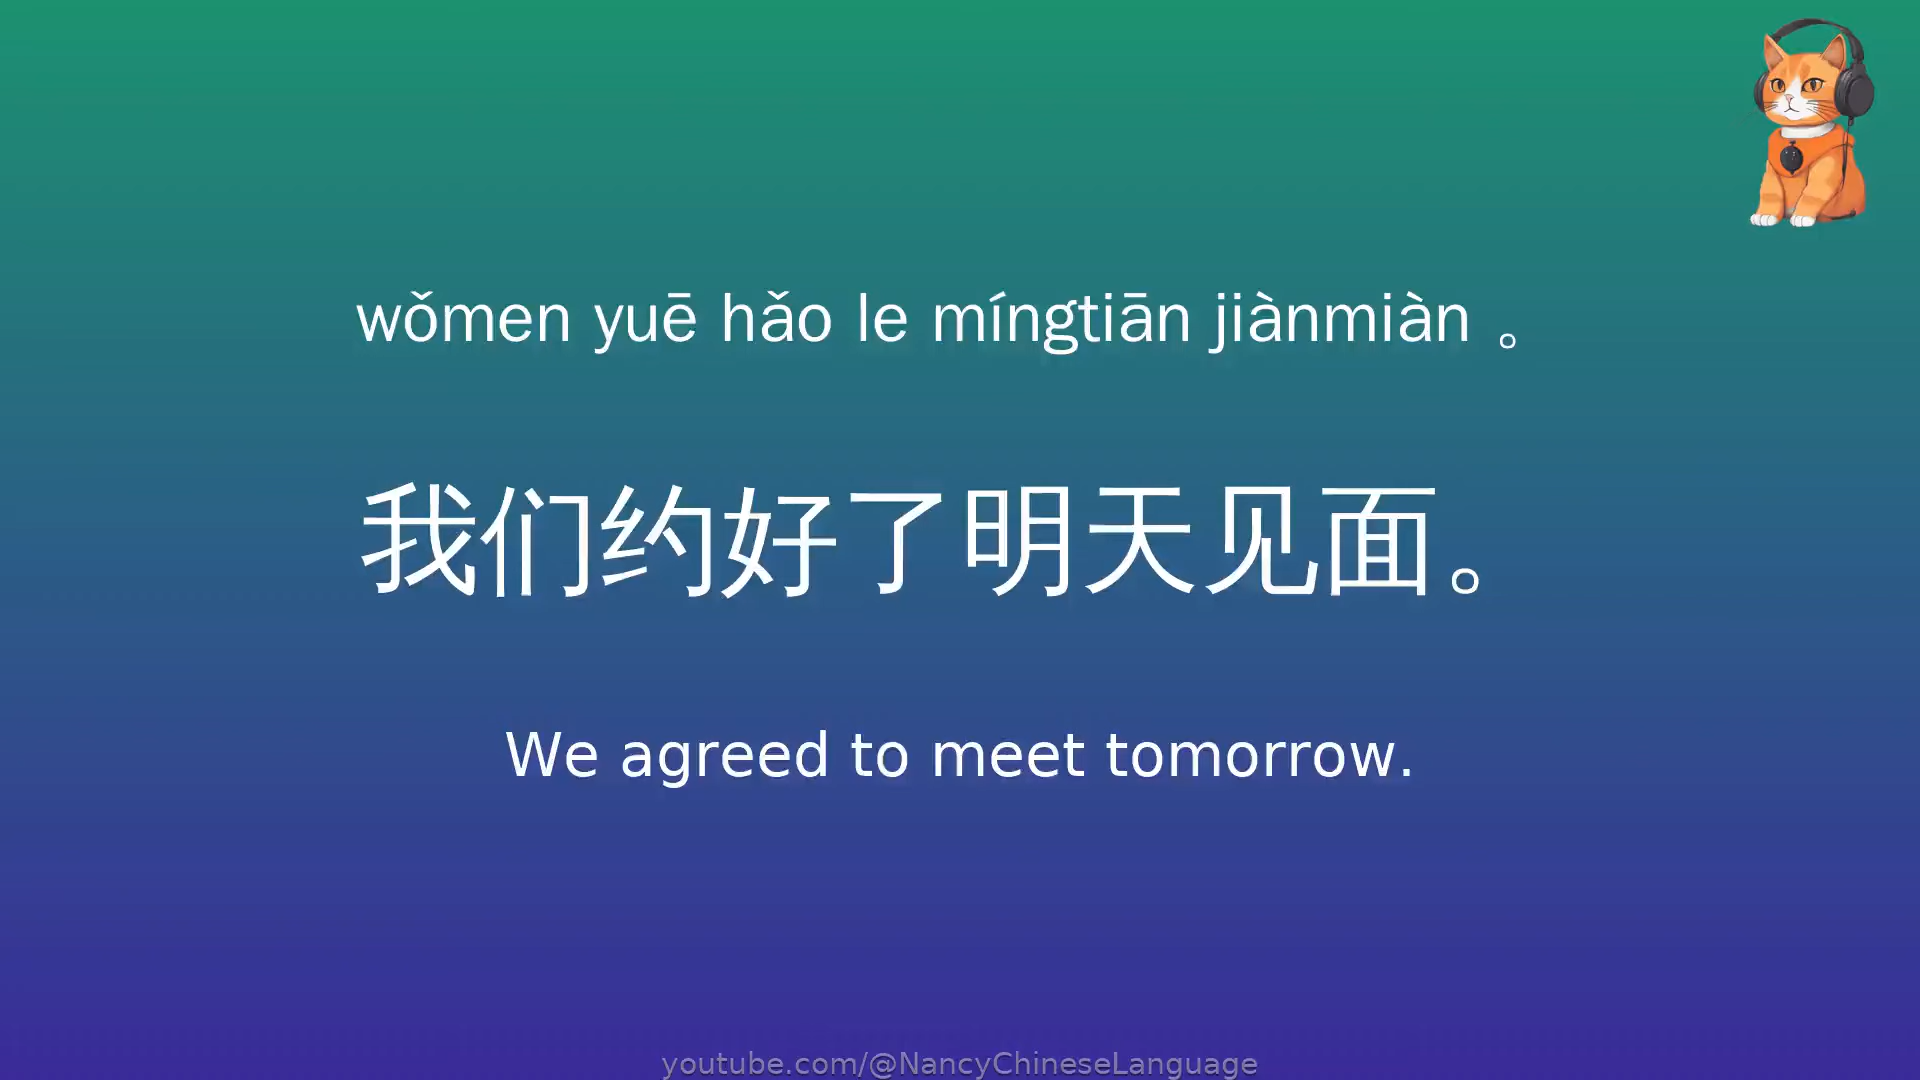 wǒmen yuē hǎo le míngtiān jiànmiàn 。
我们约好了明天见面。
We agreed to meet tomorrow.
youtube.com/@NancyChineseLanguage